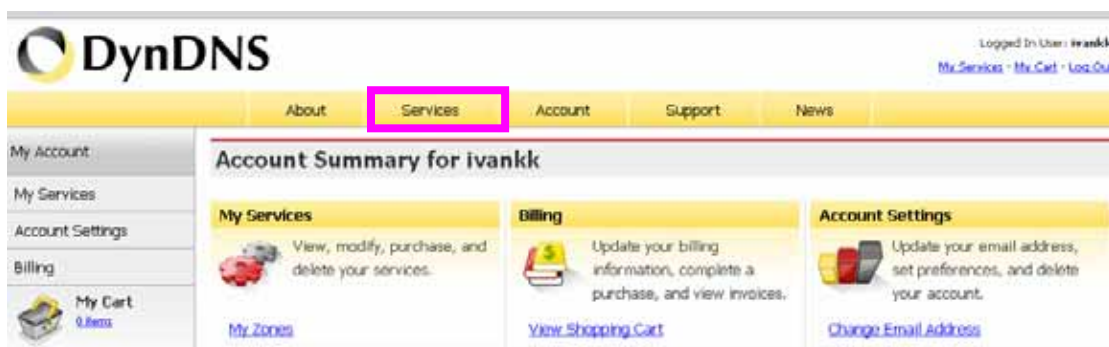 DynDNS
Logged In User: ivankk
My Services - My Cart - Log Ou
About Services Account Support News
My Account
My Services
Account Settings
Billing
My Cart
0 items
Account Summary for ivankk
My Services
View, modify, purchase, and
delete your services.
My Zones
Billing
Update your billing
information, complete a
purchase, and view invoices.
View Shopping Cart
Account Settings
Update your email address,
set preferences, and delete
your account.
Change Email Address